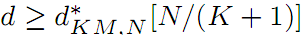 d ≥ d*_{KM,N}[N/(K + 1)]